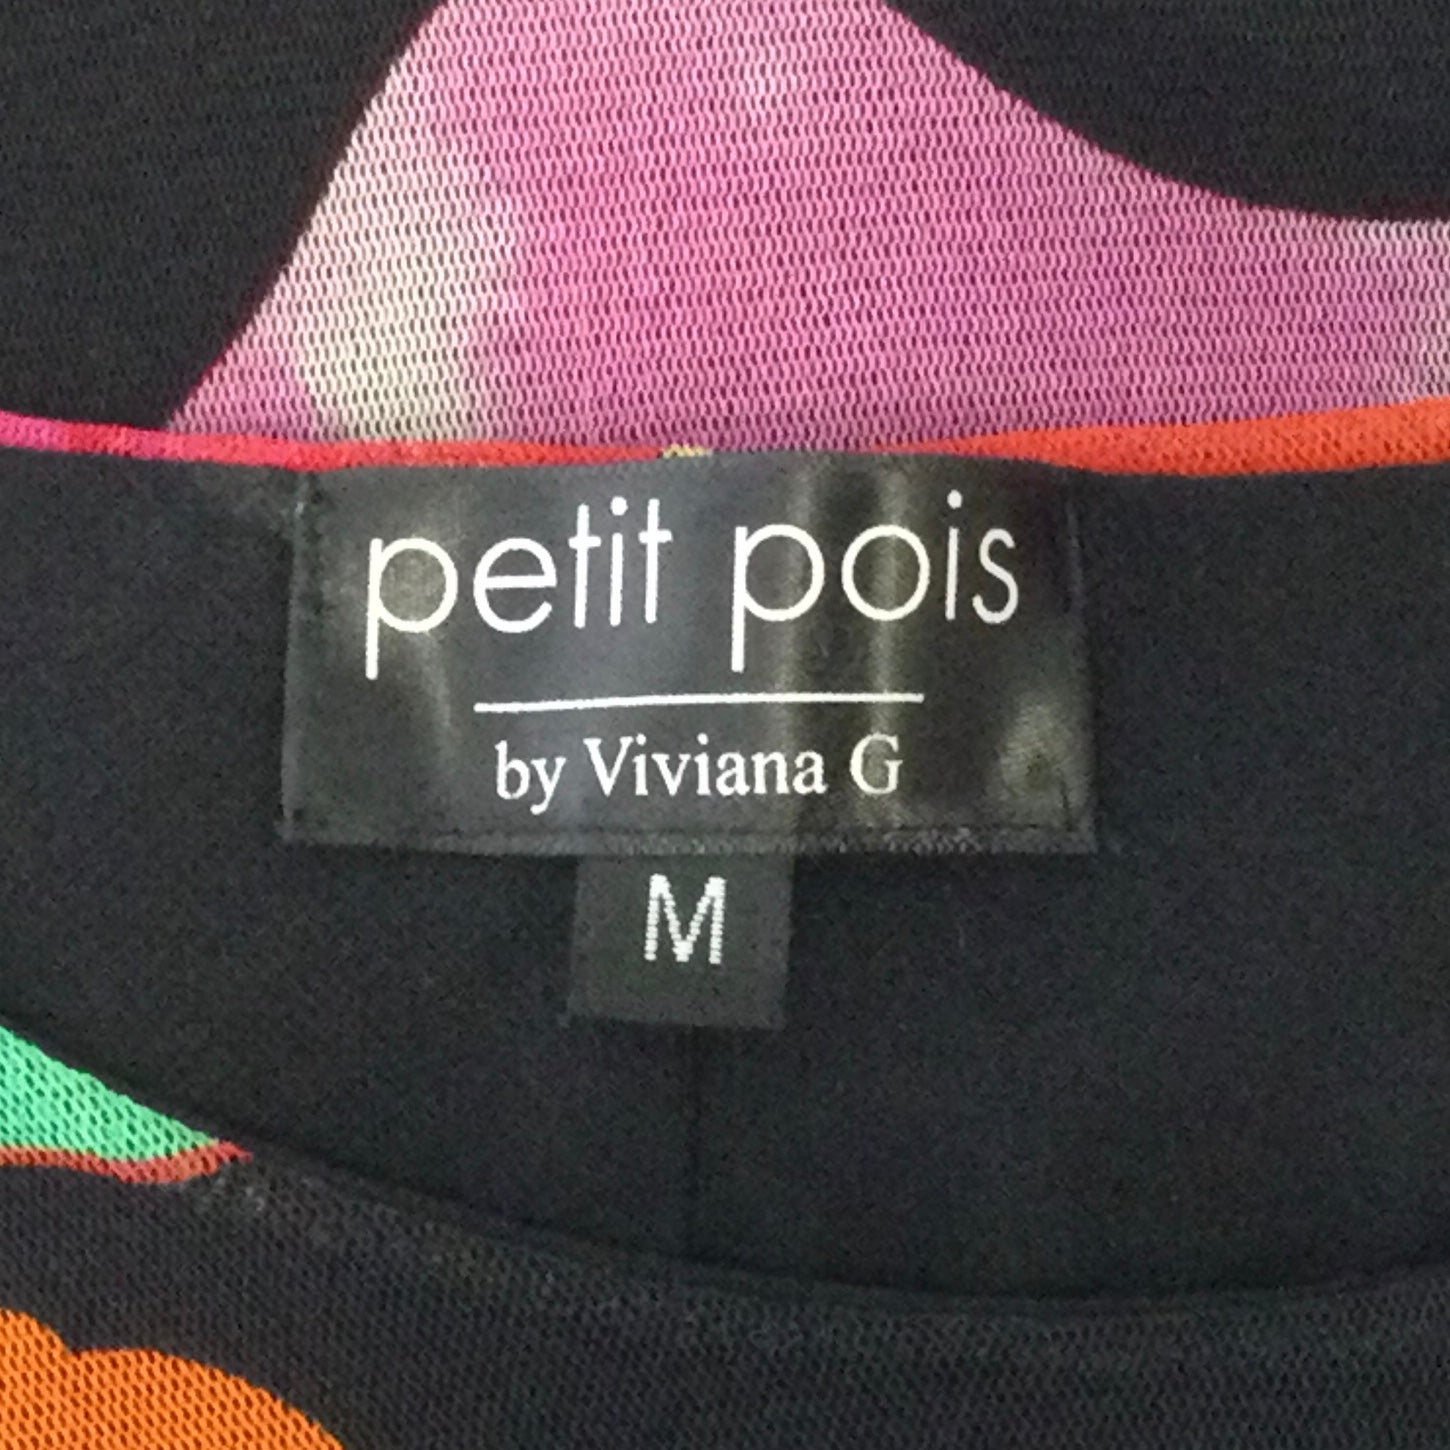 petit pois
by Viviana G
M